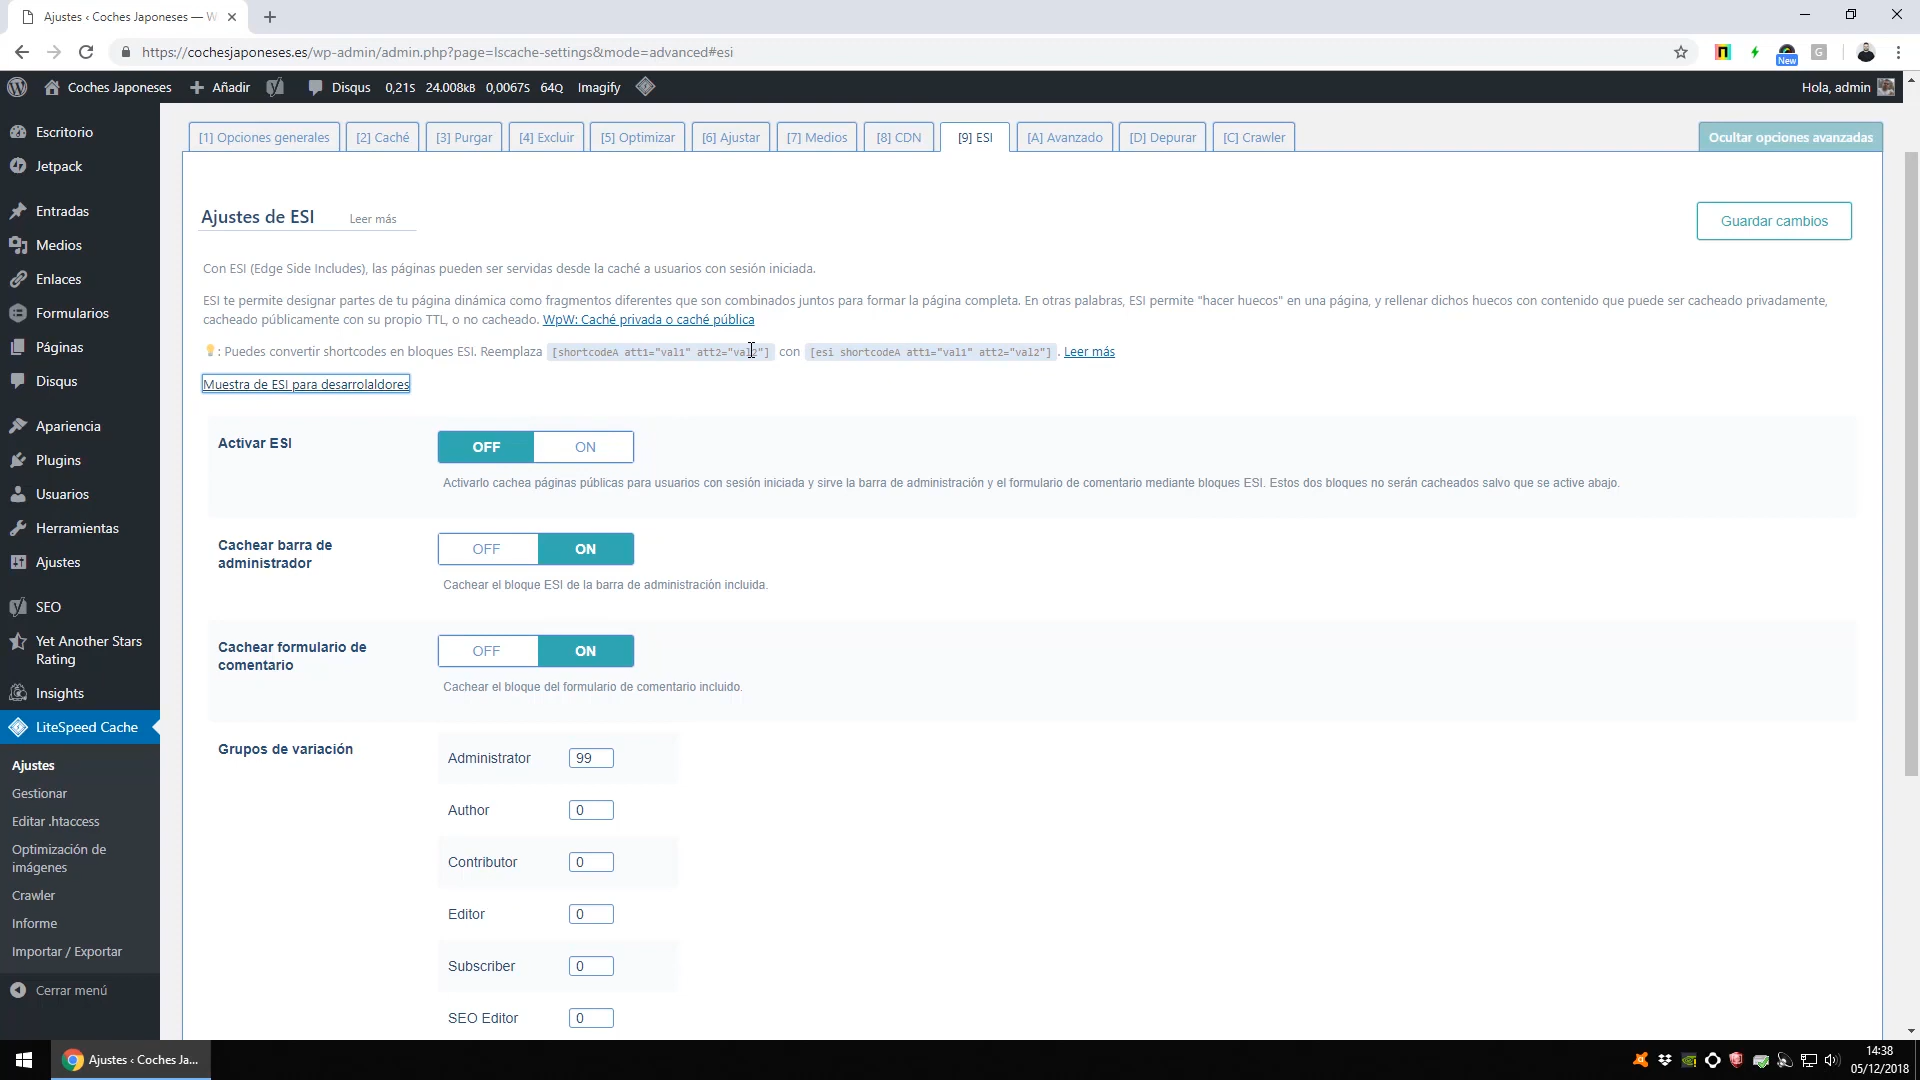 Ajustes ‹ Coches Japoneses — W
https://cochesjaponeses.es/wp-admin/admin.php?page=lscache-settings&mode=advanced#esi
New
G
Coches Japoneses
Añadir
Disqus
0,21S
24.008kB
0,0067S
64Q
Imagify
Hola, admin
Escritorio
Jetpack
Entradas
Medios
Enlaces
Formularios
Páginas
Disqus
Apariencia
Plugins
Usuarios
Herramientas
Ajustes
SEO
Yet Another Stars
Rating
Insights
LiteSpeed Cache
Ajustes
Gestionar
Editar .htaccess
Optimización de
imágenes
Crawler
Informe
Importar / Exportar
Cerrar menú
[1] Opciones generales
[2] Caché
[3] Purgar
[4] Excluir
[5] Optimizar
[6] Ajustar
[7] Medios
[8] CDN
[9] ESI
[A] Avanzado
[D] Depurar
[C] Crawler
Ocultar opciones avanzadas
Ajustes de ESI
Leer más
Guardar cambios
Con ESI (Edge Side Includes), las páginas pueden ser servidas desde la caché a usuarios con sesión iniciada.
ESI te permite designar partes de tu página dinámica como fragmentos diferentes que son combinados juntos para formar la página completa. En otras palabras, ESI permite "hacer huecos" en una página, y rellenar dichos huecos con contenido que puede ser cacheado privadamente,
cacheado públicamente con su propio TTL, o no cacheado. WpW: Caché privada o caché pública
: Puedes convertir shortcodes en bloques ESI. Reemplaza [shortcodeA att1="val1" att2="val2"] con [esi shortcodeA att1="val1" att2="val2"] . Leer más
Muestra de ESI para desarrolaldores
Activar ESI
OFF
ON
Activarlo cachea páginas públicas para usuarios con sesión iniciada y sirve la barra de administración y el formulario de comentario mediante bloques ESI. Estos dos bloques no serán cacheados salvo que se active abajo.
Cachear barra de
administrador
OFF
ON
Cachear el bloque ESI de la barra de administración incluida.
Cachear formulario de
comentario
OFF
ON
Cachear el bloque del formulario de comentario incluido.
Grupos de variación
Administrator
99
Author
0
Contributor
0
Editor
0
Subscriber
0
SEO Editor
0
Ajustes ‹ Coches Ja...
14:38
05/12/2018